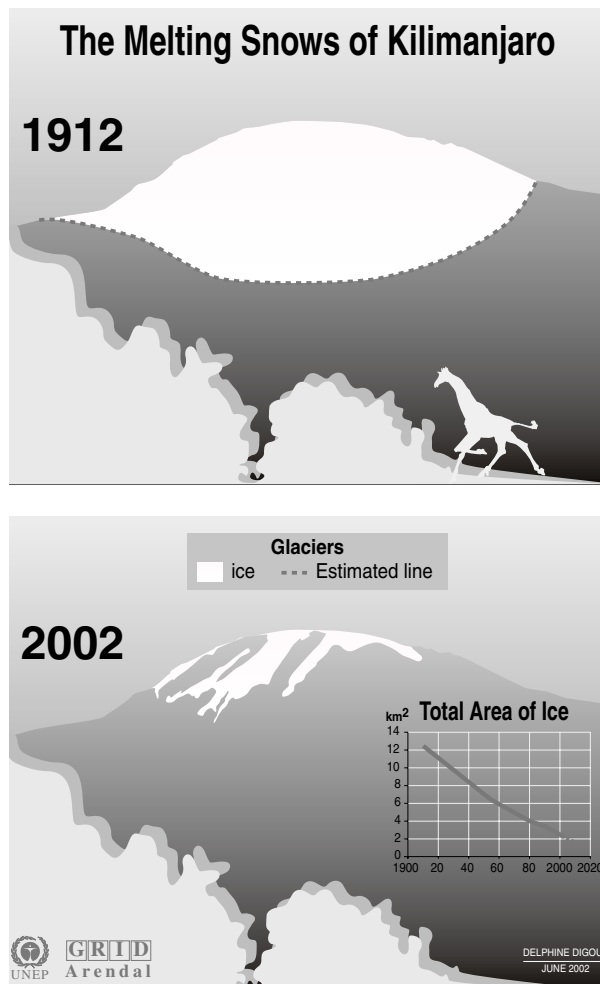 The Melting Snows of Kilimanjaro
1912
Glaciers
ice
Estimated line
2002
km2
Total Area of Ice
14
12
10
8
6
4
2
0
1900 20 40 60 80 2000 2020
UNEP
GRID
Arendal
DELPHINE DIGOU
JUNE 2002